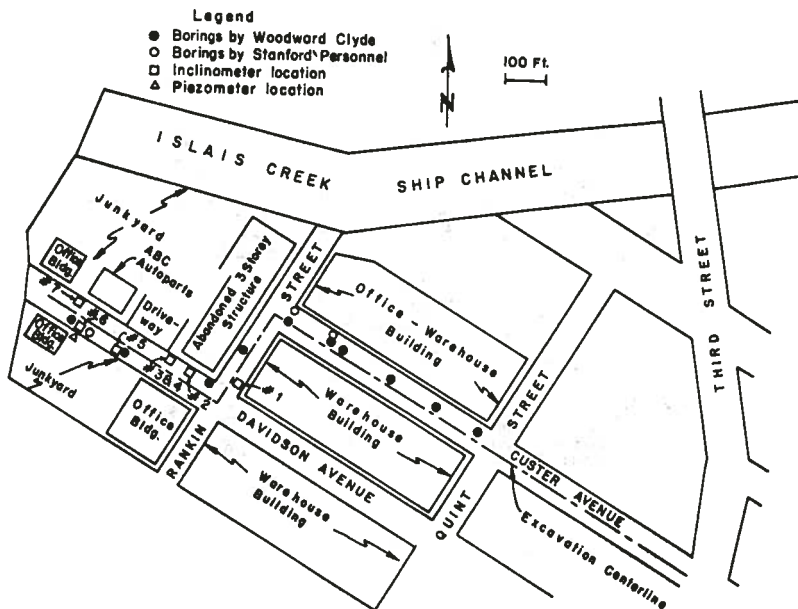 Legend
Borings by Woodward Clyde
Borings by Stanford Personnel
Inclinometer location
Piezometer location
N
100 Ft.
ISLAIS CREEK
SHIP CHANNEL
Junkyard
ABC
Autoparts
Office
Bldg.
Drive-
way
Abandoned 3 Storey
Structure
STREET
Office - Warehouse
Building
THIRD STREET
#7
#6
#5
#3&4
#2
#1
Office
Bldg.
Junkyard
Office
Bldg.
Warehouse
Building
STREET
RANKIN
DAVIDSON AVENUE
Warehouse
Building
QUINT
CUSTER AVENUE
Excavation Centerline